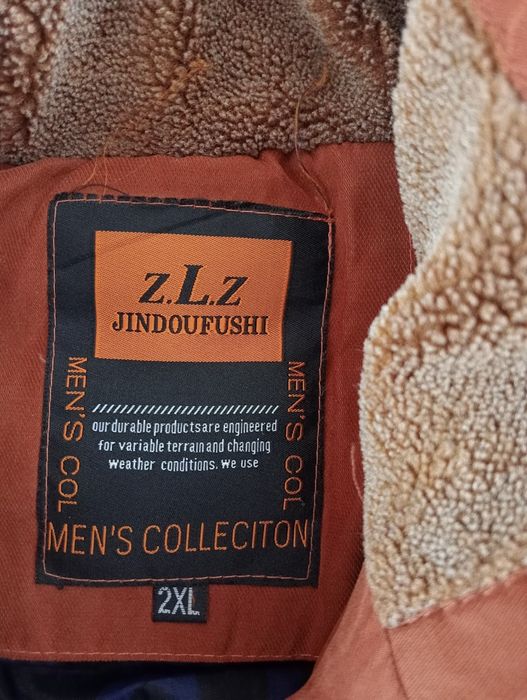 Z.L.Z
JINDOUFUSHI
MEN'S COL
MEN'S COL
////////////////////////////////
our durable productsare engineered
for variable terrain and changing
weather conditions. We use
MEN'S COLLECITON
2XL